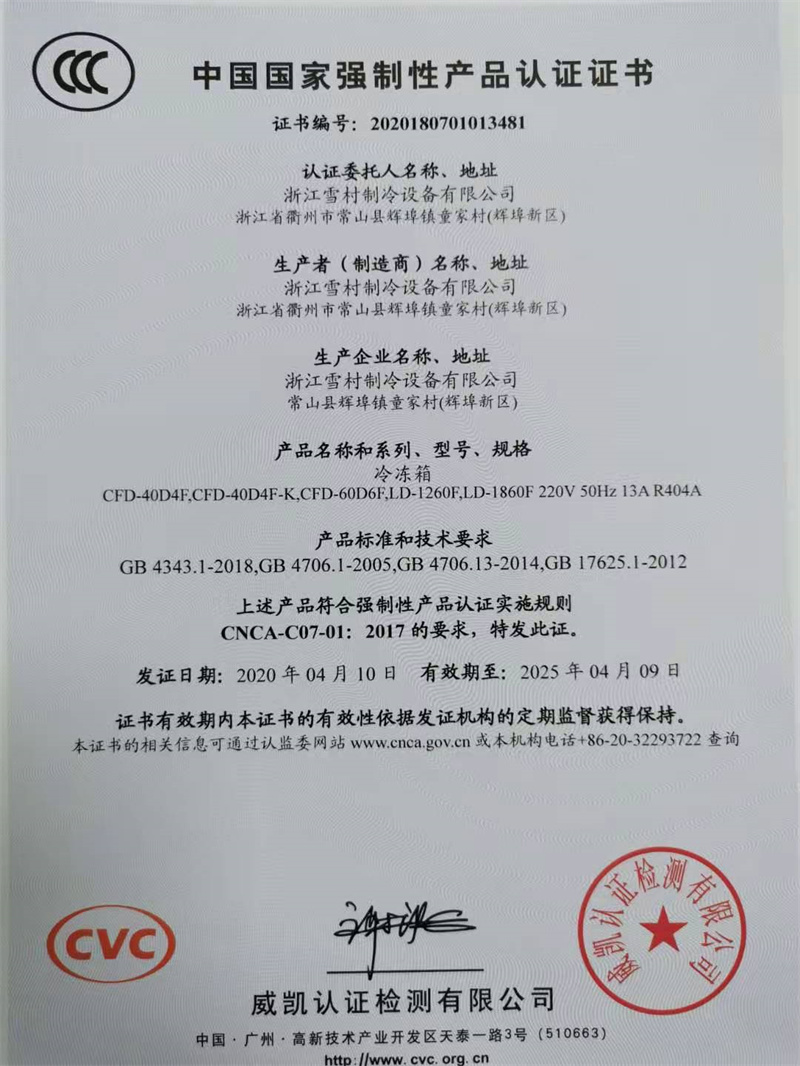 CCC
中国国家强制性产品认证证书
证书编号：2020180701013481
认证委托人名称、地址
浙江雪村制冷设备有限公司
浙江省衢州市常山县辉埠镇童家村(辉埠新区)
生产者（制造商）名称、地址
浙江雪村制冷设备有限公司
浙江省衢州市常山县辉埠镇童家村(辉埠新区)
生产企业名称、地址
浙江雪村制冷设备有限公司
常山县辉埠镇童家村(辉埠新区)
产品名称和系列、型号、规格
冷冻箱
CFD-40D4F,CFD-40D4F-K,CFD-60D6F,LD-1260F,LD-1860F 220V 50Hz 13A R404A
产品标准和技术要求
GB 4343.1-2018,GB 4706.1-2005,GB 4706.13-2014,GB 17625.1-2012
上述产品符合强制性产品认证实施规则
CNCA-C07-01：2017 的要求，特发此证。
发证日期：2020 年 04 月 10 日 有效期至：2025 年 04 月 09 日
证书有效期内本证书的有效性依据发证机构的定期监督获得保持。
本证书的相关信息可通过认监委网站 www.cnca.gov.cn 或本机构电话+86-20-32293722 查询
CVC
威凯认证检测有限公司
威凯认证检测有限公司
中国·广州·高新技术产业开发区天泰一路3号（510663）
http://www.cvc.org.cn